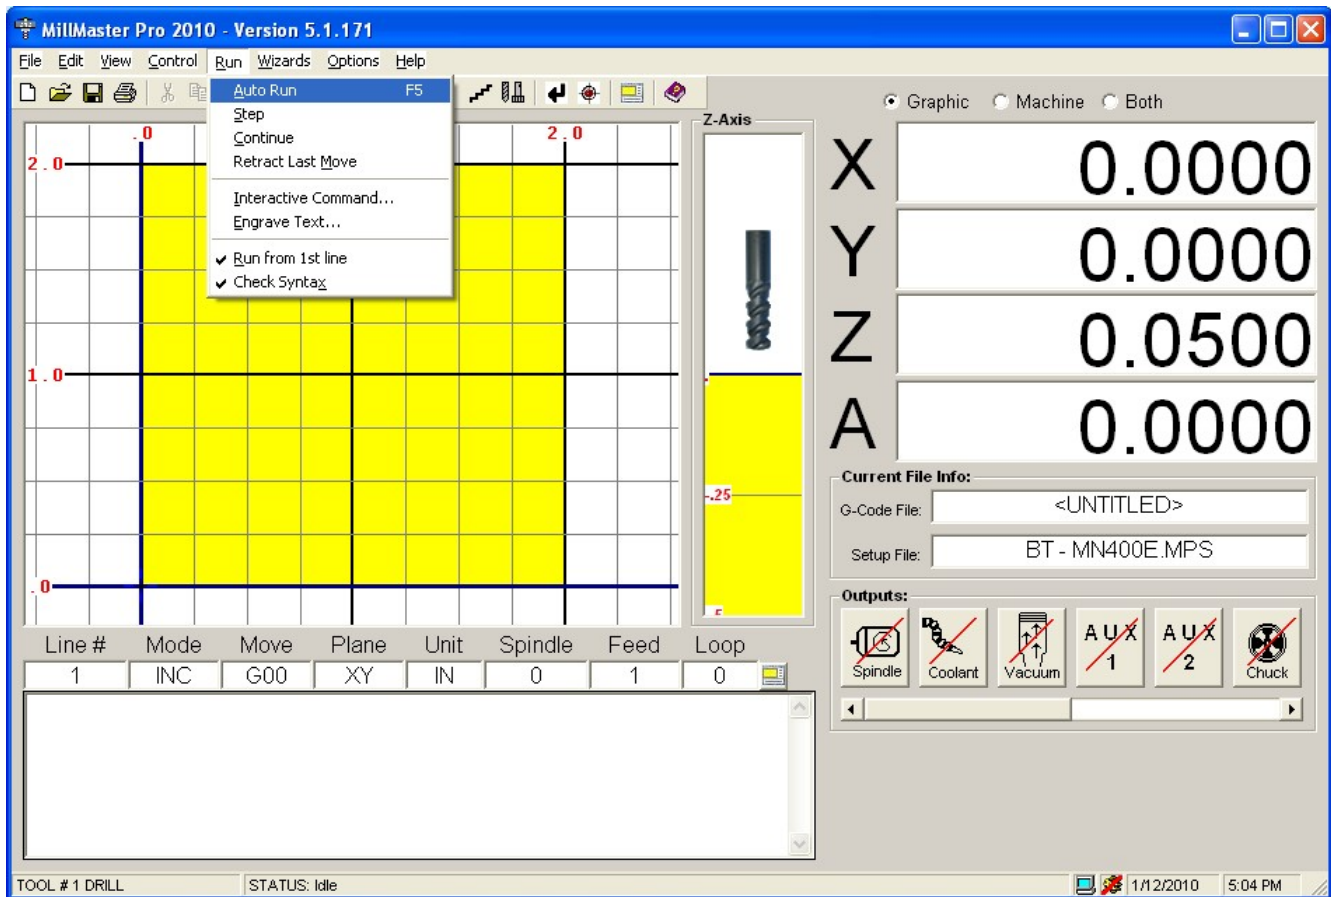 MillMaster Pro 2010 - Version 5.1.171
File Edit View Control Run Wizards Options Help
Auto Run F5
Step
Continue
Retract Last Move
Interactive Command...
Engrave Text...
Run from 1st line
Check Syntax
.0 2.0
2.0
1.0
.0
Z-Axis
-.25
Graphic Machine Both
X 0.0000
Y 0.0000
Z 0.0500
A 0.0000
Current File Info:
G-Code File: <UNTITLED>
Setup File: BT - MN400E.MPS
Outputs:
Spindle Coolant Vacuum AUX 1 AUX 2 Chuck
Line # Mode Move Plane Unit Spindle Feed Loop
1 INC G00 XY IN 0 1 0
TOOL # 1 DRILL STATUS: Idle 1/12/2010 5:04 PM